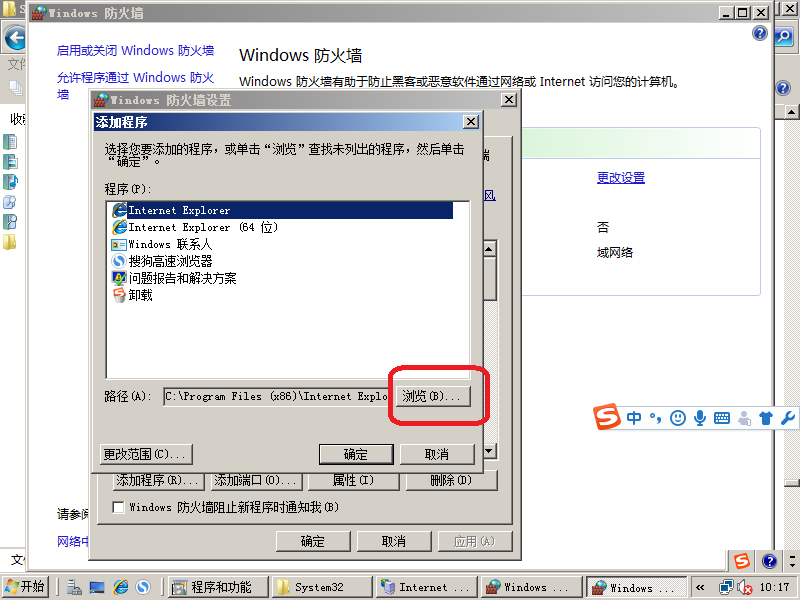 Windows 防火墙
启用或关闭 Windows 防火墙
允许程序通过 Windows 防火墙
Windows 防火墙
Windows 防火墙有助于防止黑客或恶意软件通过网络或 Internet 访问您的计算机。
Windows 防火墙设置
添加程序
选择您要添加的程序，或单击“浏览”查找未列出的程序，然后单击
“确定”。
程序(P):
Internet Explorer
Internet Explorer (64 位)
Windows 联系人
搜狗高速浏览器
问题报告和解决方案
卸载
更改设置
否
域网络
路径(A):
C:\Program Files (x86)\Internet Explo
浏览(B)...
中
更改范围(C)...
确定
取消
添加程序(R)...
添加端口(O)...
属性(I)
删除(D)
Windows 防火墙阻止新程序时通知我(B)
请参阅
网络中
确定
取消
应用(A)
开始
程序和功能
System32
Internet ...
Windows ...
Windows ...
10:17